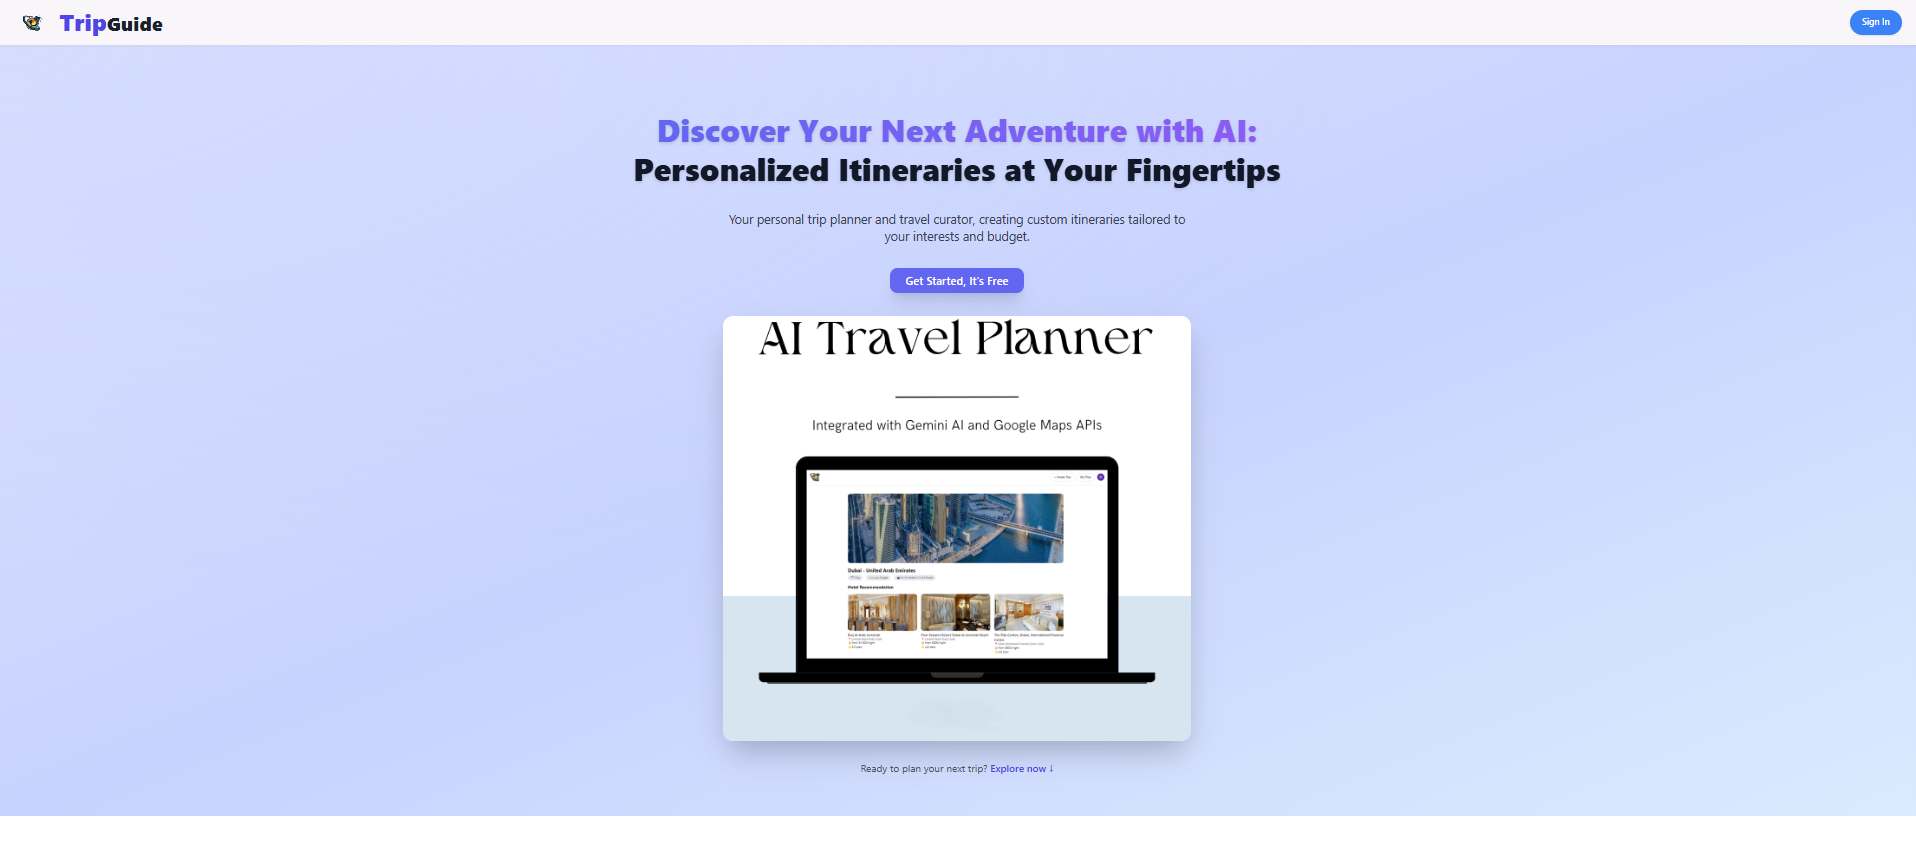 TripGuide
Sign In
Discover Your Next Adventure with AI:
Personalized Itineraries at Your Fingertips
Your personal trip planner and travel curator, creating custom itineraries tailored to
your interests and budget.
Get Started, It's Free
AI Travel Planner
Integrated with Gemini AI and Google Maps APIs
Dubai - United Arab Emirates
Hotel Recommendation
Ready to plan your next trip? Explore now ↓